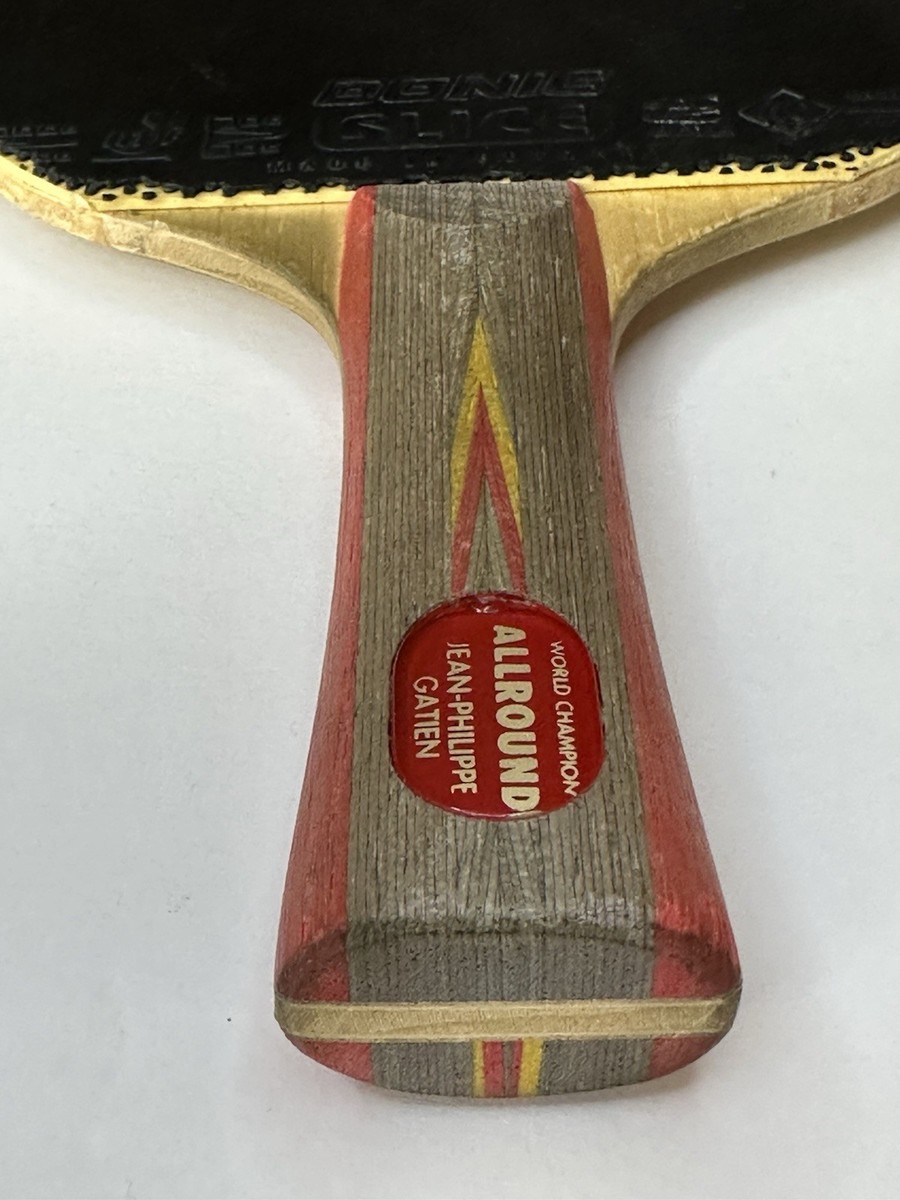 DONIC
SLICE
WORLD CHAMPION
ALLROUND
JEAN-PHILIPPE
GATIEN